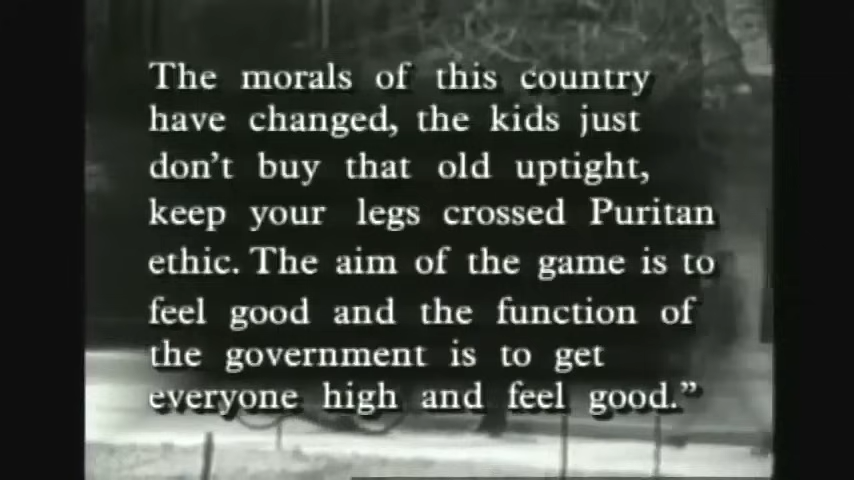 The morals of this country
have changed, the kids just
don't buy that old uptight,
keep your legs crossed Puritan
ethic. The aim of the game is to
feel good and the function of
the government is to get
everyone high and feel good.”